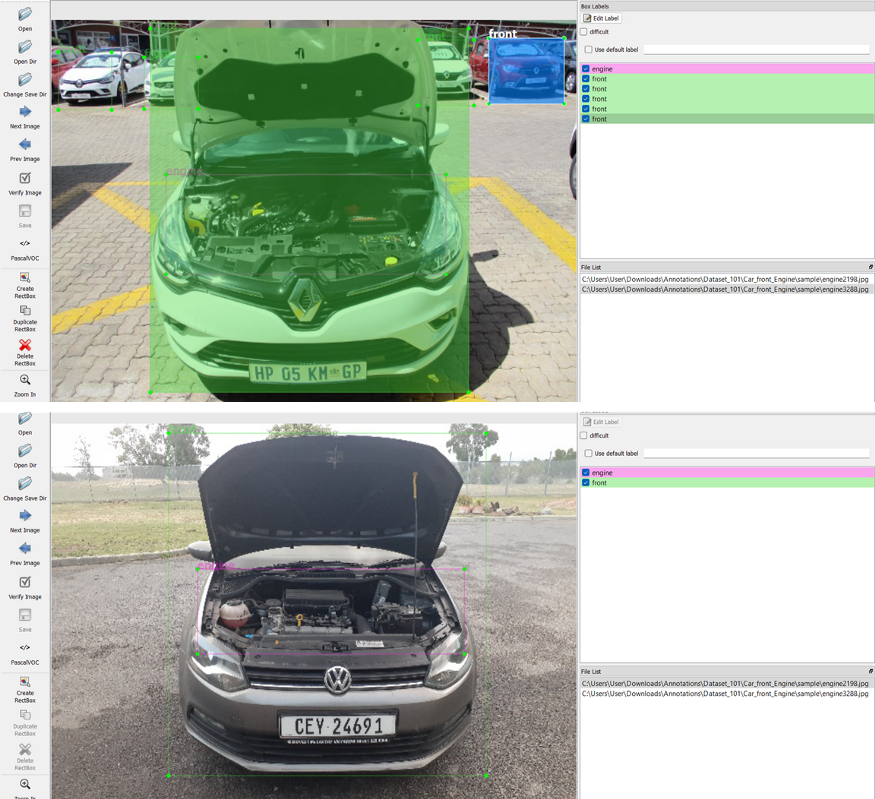 Open
Open Dir
Change Save Dir
Next Image
Prev Image
Verify Image
Save
</>
PascalVOC
Create
RectBox
Duplicate
RectBox
Delete
RectBox
Zoom In
front
engine
HP 05 KM GP
Box Labels
Edit Label
difficult
Use default label
engine
front
front
front
front
front
File List
C:\Users\User\Downloads\Annotations\Dataset_101\Car_front_Engine\sample\engine2198.jpg
C:\Users\User\Downloads\Annotations\Dataset_101\Car_front_Engine\sample\engine3288.jpg
Open
Open Dir
Change Save Dir
Next Image
Prev Image
Verify Image
Save
</>
PascalVOC
Create
RectBox
Duplicate
RectBox
Delete
RectBox
engine
CEY 24691
Edit Label
difficult
Use default label
engine
front
File List
C:\Users\User\Downloads\Annotations\Dataset_101\Car_front_Engine\sample\engine2198.jpg
C:\Users\User\Downloads\Annotations\Dataset_101\Car_front_Engine\sample\engine3288.jpg